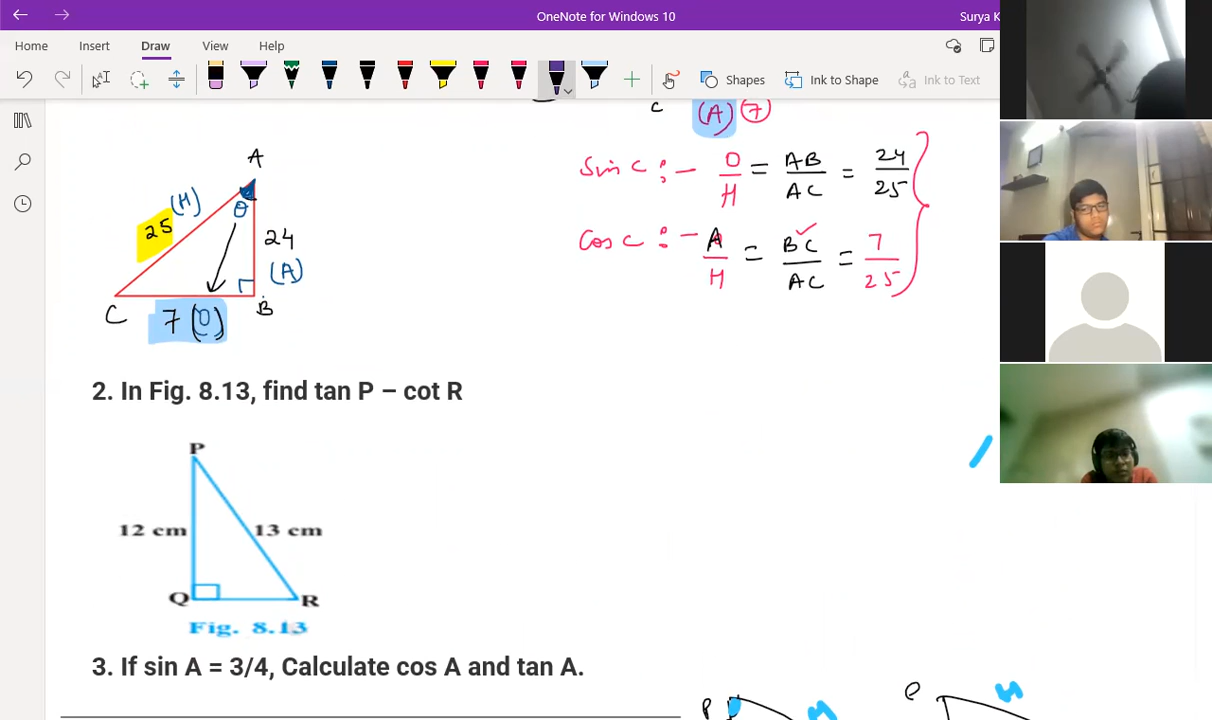 OneNote for Windows 10
Surya K
Home Insert Draw View Help
Shapes Ink to Shape Ink to Text
C (A) 7
A
(H)
25
θ
24
(A)
C B
7 (O)
Sin C :- O/H = AB/AC = 24/25
Cos C :- A/H = BC/AC = 7/25
2. In Fig. 8.13, find tan P – cot R
P
12 cm 13 cm
Q R
Fig. 8.13
3. If sin A = 3/4, Calculate cos A and tan A.
P
H
H